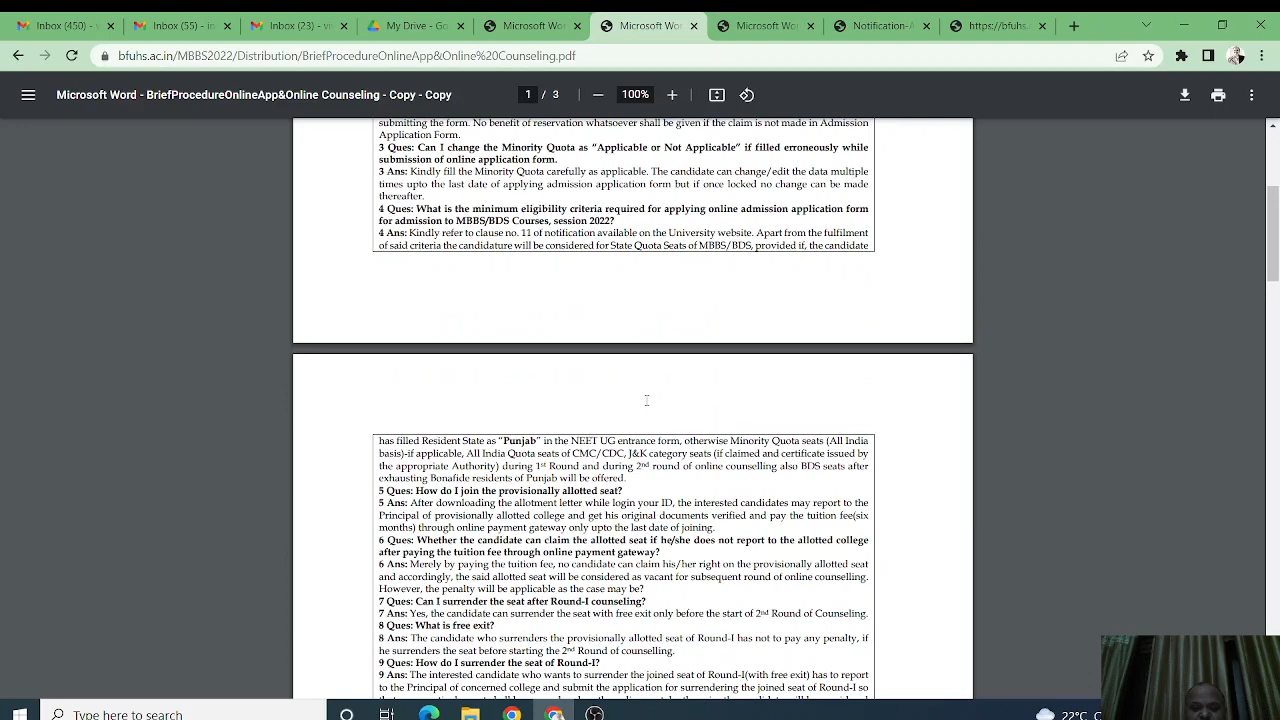 Inbox (450) - v
Inbox (55) - in
Inbox (23) - vi
My Drive - Go
Microsoft Wor
Microsoft Wor
Microsoft Wor
Notification-A
https://bfuhs.
bfuhs.ac.in/MBBS2022/Distribution/BriefProcedureOnlineApp&Online%20Counseling.pdf
Microsoft Word - BriefProcedureOnlineApp&Online Counseling - Copy - Copy
1 / 3
100%
submitting the form. No benefit of reservation whatsoever shall be given if the claim is not made in Admission
Application Form.
3 Ques: Can I change the Minority Quota as “Applicable or Not Applicable” if filled erroneously while
submission of online application form.
3 Ans: Kindly fill the Minority Quota carefully as applicable. The candidate can change/edit the data multiple
times upto the last date of applying admission application form but if once locked no change can be made
thereafter.
4 Ques: What is the minimum eligibility criteria required for applying online admission application form
for admission to MBBS/BDS Courses, session 2022?
4 Ans: Kindly refer to clause no. 11 of notification available on the University website. Apart from the fulfilment
of said criteria the candidature will be considered for State Quota Seats of MBBS/BDS, provided if, the candidate
has filled Resident State as “Punjab” in the NEET UG entrance form, otherwise Minority Quota seats (All India
basis)-if applicable, All India Quota seats of CMC/CDC, J&K category seats (if claimed and certificate issued by
the appropriate Authority) during 1st Round and during 2nd round of online counselling also BDS seats after
exhausting Bonafide residents of Punjab will be offered.
5 Ques: How do I join the provisionally allotted seat?
5 Ans: After downloading the allotment letter while login your ID, the interested candidates may report to the
Principal of provisionally allotted college and get his original documents verified and pay the tuition fee(six
months) through online payment gateway only upto the last date of joining.
6 Ques: Whether the candidate can claim the allotted seat if he/she does not report to the allotted college
after paying the tuition fee through online payment gateway?
6 Ans: Merely by paying the tuition fee, no candidate can claim his/her right on the provisionally allotted seat
and accordingly, the said allotted seat will be considered as vacant for subsequent round of online counselling.
However, the penalty will be applicable as the case may be?
7 Ques: Can I surrender the seat after Round-I counseling?
7 Ans: Yes, the candidate can surrender the seat with free exit only before the start of 2nd Round of Counseling.
8 Ques: What is free exit?
8 Ans: The candidate who surrenders the provisionally allotted seat of Round-I has not to pay any penalty, if
he surrenders the seat before starting the 2nd Round of counselling.
9 Ques: How do I surrender the seat of Round-I?
9 Ans: The interested candidate who wants to surrender the joined seat of Round-I(with free exit) has to report
to the Principal of concerned college and submit the application for surrendering the joined seat of Round-I so
Type here to search
22°C